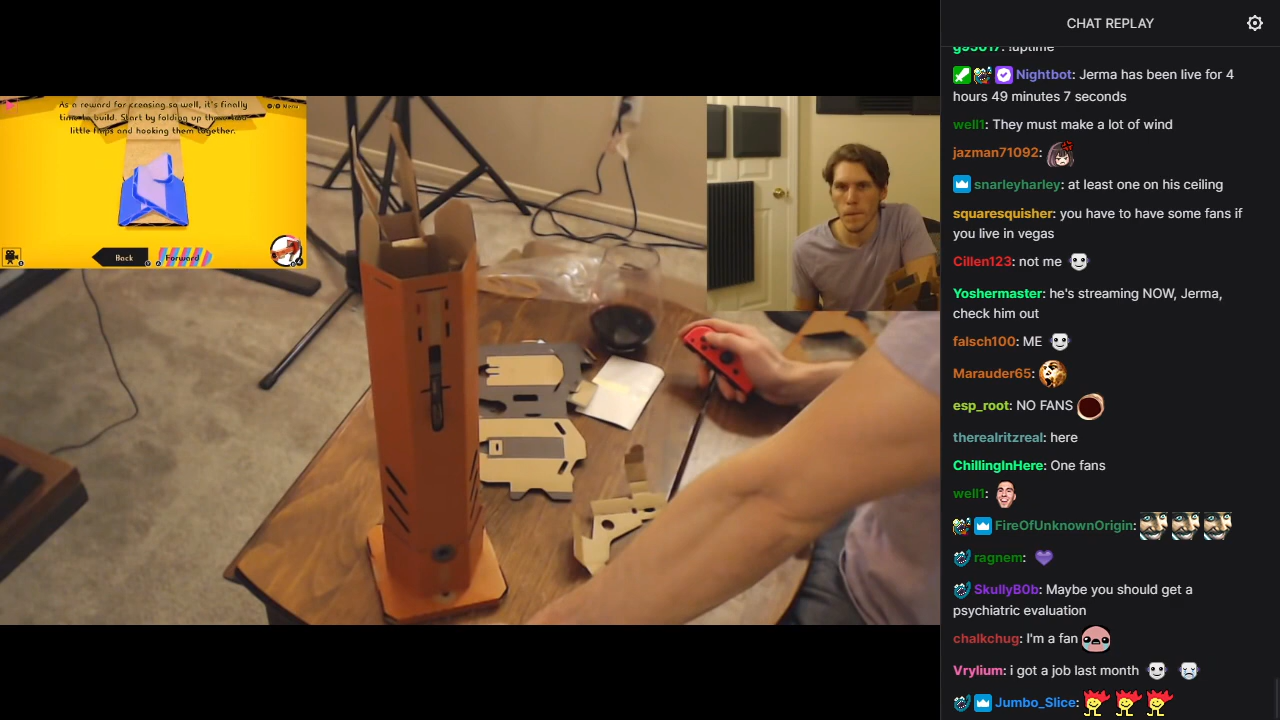 As a reward for creasing so well, it's finally
time to build. Start by folding up these two
little flaps and hooking them together.
Menu
Back
Forward
CHAT REPLAY
g95017: !uptime
Nightbot: Jerma has been live for 4
hours 49 minutes 7 seconds
well1: They must make a lot of wind
jazman71092:
snarleyharley: at least one on his ceiling
squaresquisher: you have to have some fans if
you live in vegas
Cillen123: not me
Yoshermaster: he's streaming NOW, Jerma,
check him out
falsch100: ME
Marauder65:
esp_root: NO FANS
therealritzreal: here
ChillingInHere: One fans
well1:
FireOfUnknownOrigin:
ragnem:
SkullyB0b: Maybe you should get a
psychiatric evaluation
chalkchug: I'm a fan
Vrylium: i got a job last month
Jumbo_Slice: